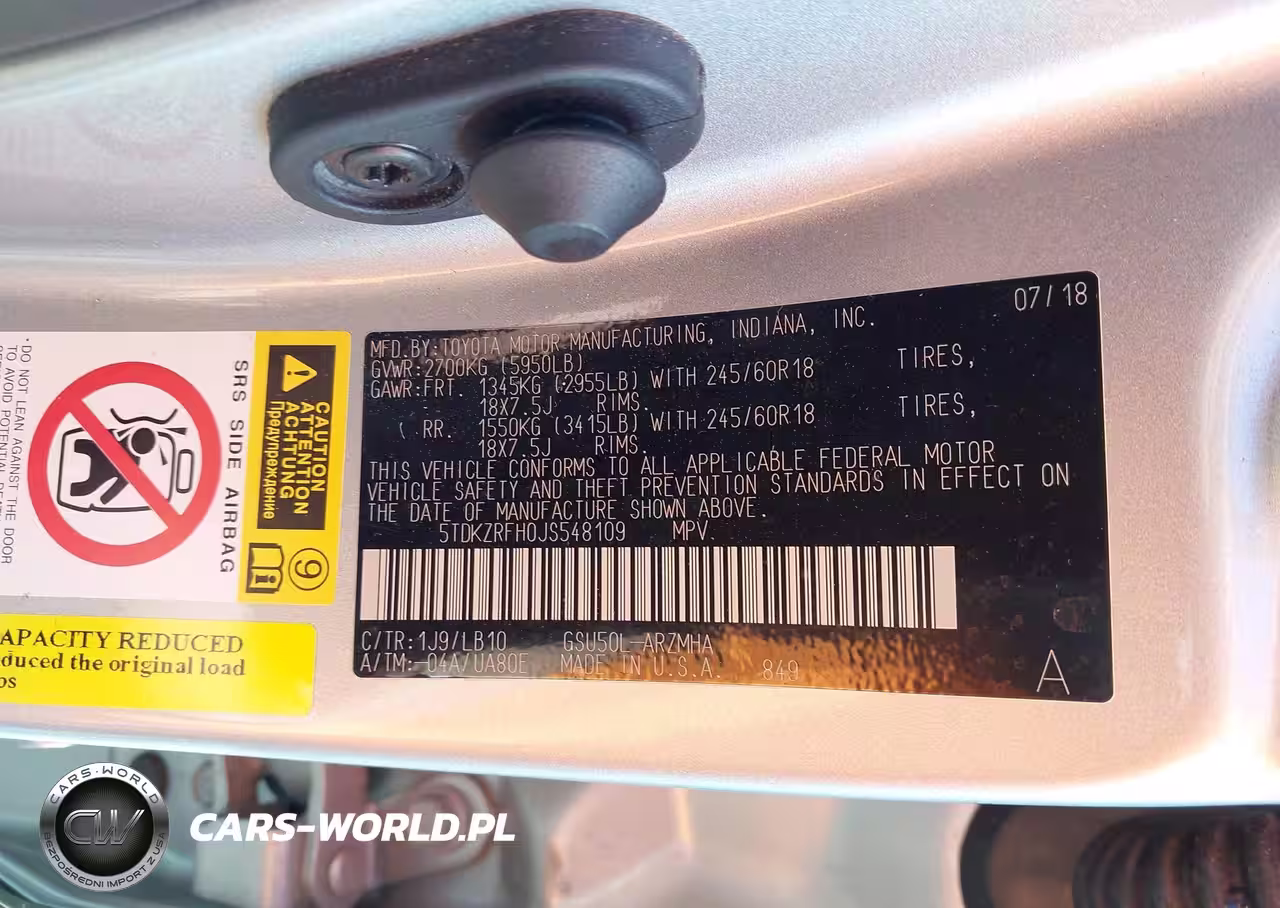 07/18
MFD.BY:TOYOTA MOTOR MANUFACTURING, INDIANA, INC.
GVWR:2700KG (5950LB)
GAWR:FRT. 1345KG (2955LB) WITH 245/60R18 TIRES,
18X7.5J RIMS.
RR. 1550KG (3415LB) WITH 245/60R18 TIRES,
18X7.5J RIMS.
THIS VEHICLE CONFORMS TO ALL APPLICABLE FEDERAL MOTOR
VEHICLE SAFETY AND THEFT PREVENTION STANDARDS IN EFFECT ON
THE DATE OF MANUFACTURE SHOWN ABOVE.
5TDKZRFH0JS548109 MPV
C/TR:1J9/LB10 GSU50L-ARZMHA
A/TM:-04A/UA80E MADE IN U.S.A. 849
A
CAUTION
ATTENTION
ACHTUNG
Предупреждение
9
SRS SIDE AIRBAG
•DO NOT LEAN AGAINST THE DOOR
TO AVOID POTENTIAL
APACITY REDUCED
duced the original load
os
CARS-WORLD
CW
BEZPOŚREDNI IMPORT Z USA
CARS-WORLD.PL